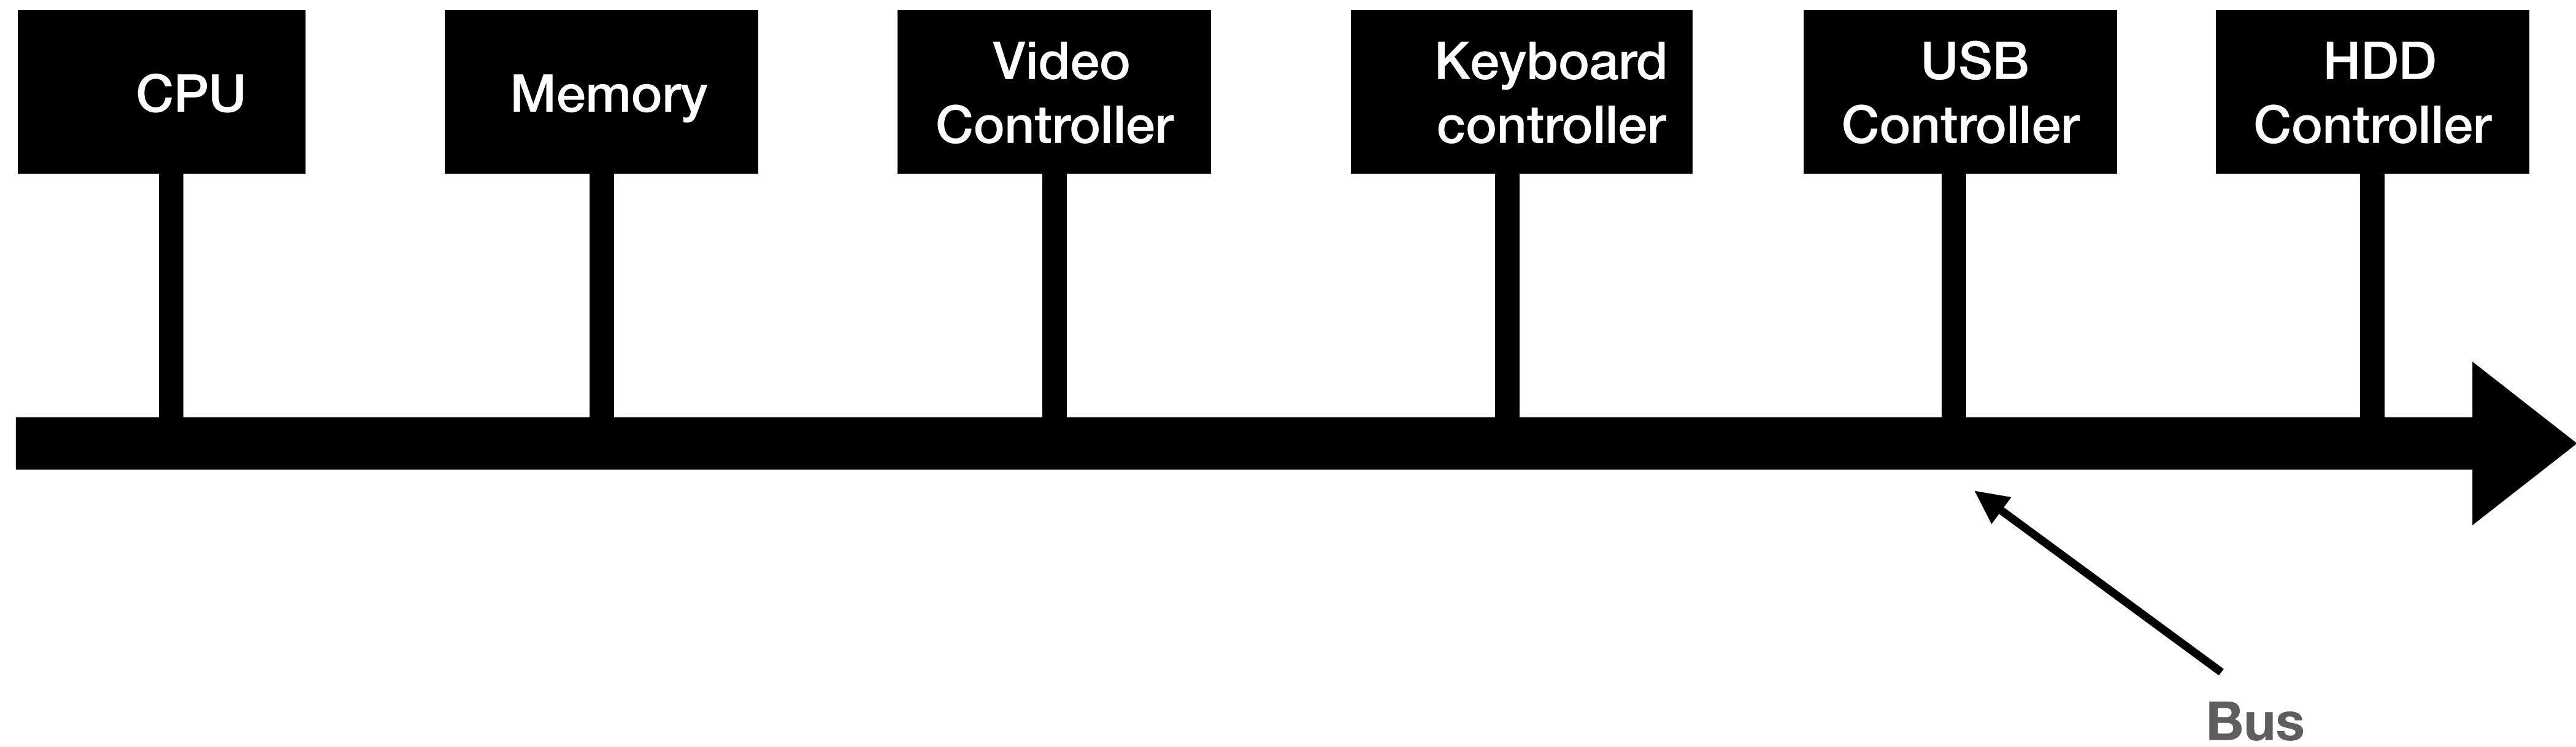 CPU
Memory
Video
Controller
Keyboard
controller
USB
Controller
HDD
Controller
Bus